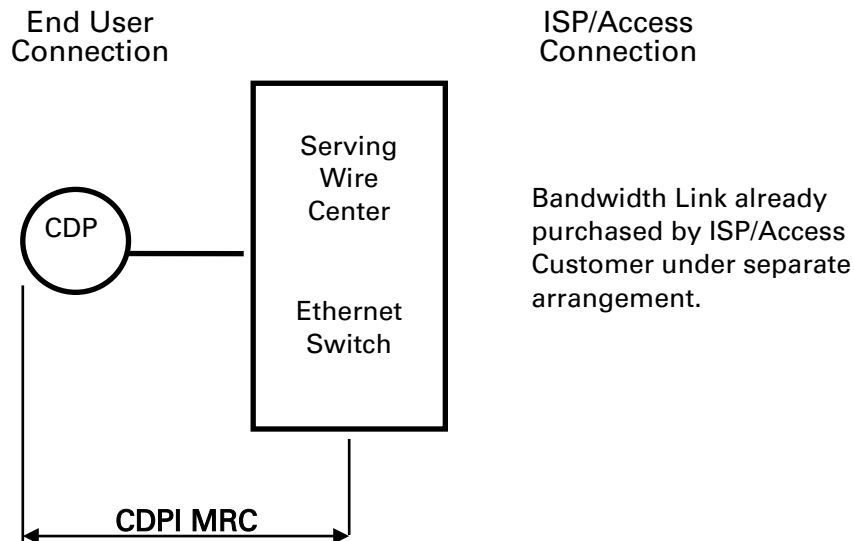 End User
Connection
ISP/Access
Connection
Serving
Wire
Center
CDP
Ethernet
Switch
Bandwidth Link already
purchased by ISP/Access
Customer under separate
arrangement.
CDPI MRC